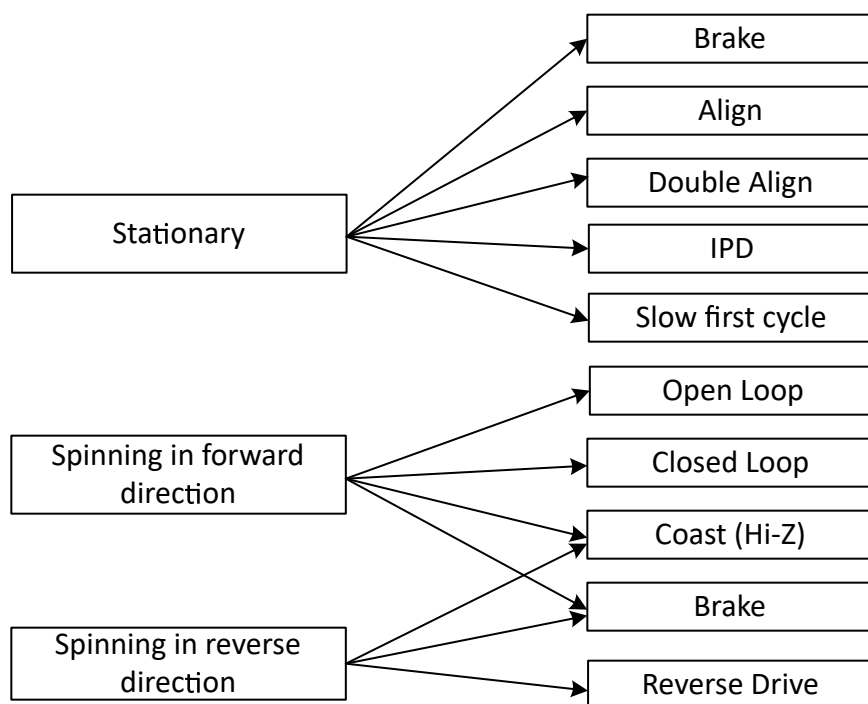 Brake
Align
Double Align
Stationary
IPD
Slow first cycle
Open Loop
Spinning in forward
direction
Closed Loop
Coast (Hi-Z)
Brake
Spinning in reverse
direction
Reverse Drive